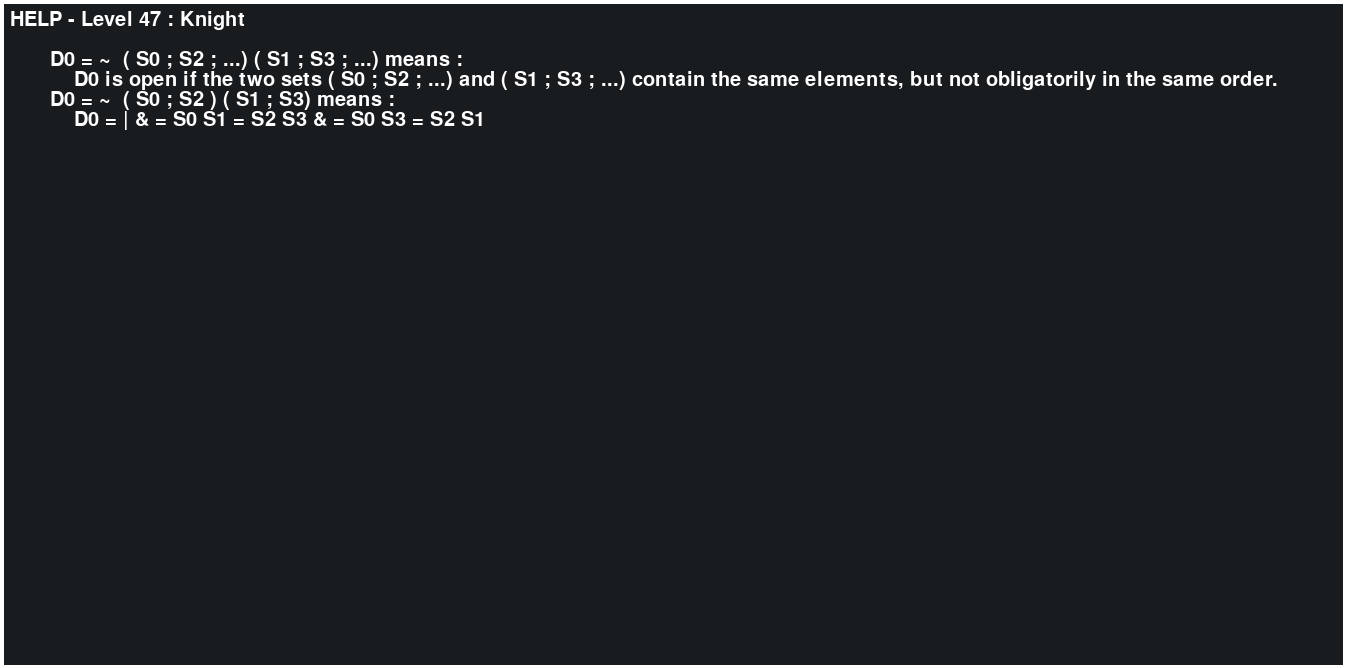 HELP - Level 47 : Knight
D0 = ~ ( S0 ; S2 ; ...) ( S1 ; S3 ; ...) means :
D0 is open if the two sets ( S0 ; S2 ; ...) and ( S1 ; S3 ; ...) contain the same elements, but not obligatorily in the same order.
D0 = ~ ( S0 ; S2 ) ( S1 ; S3) means :
D0 = | & = S0 S1 = S2 S3 & = S0 S3 = S2 S1